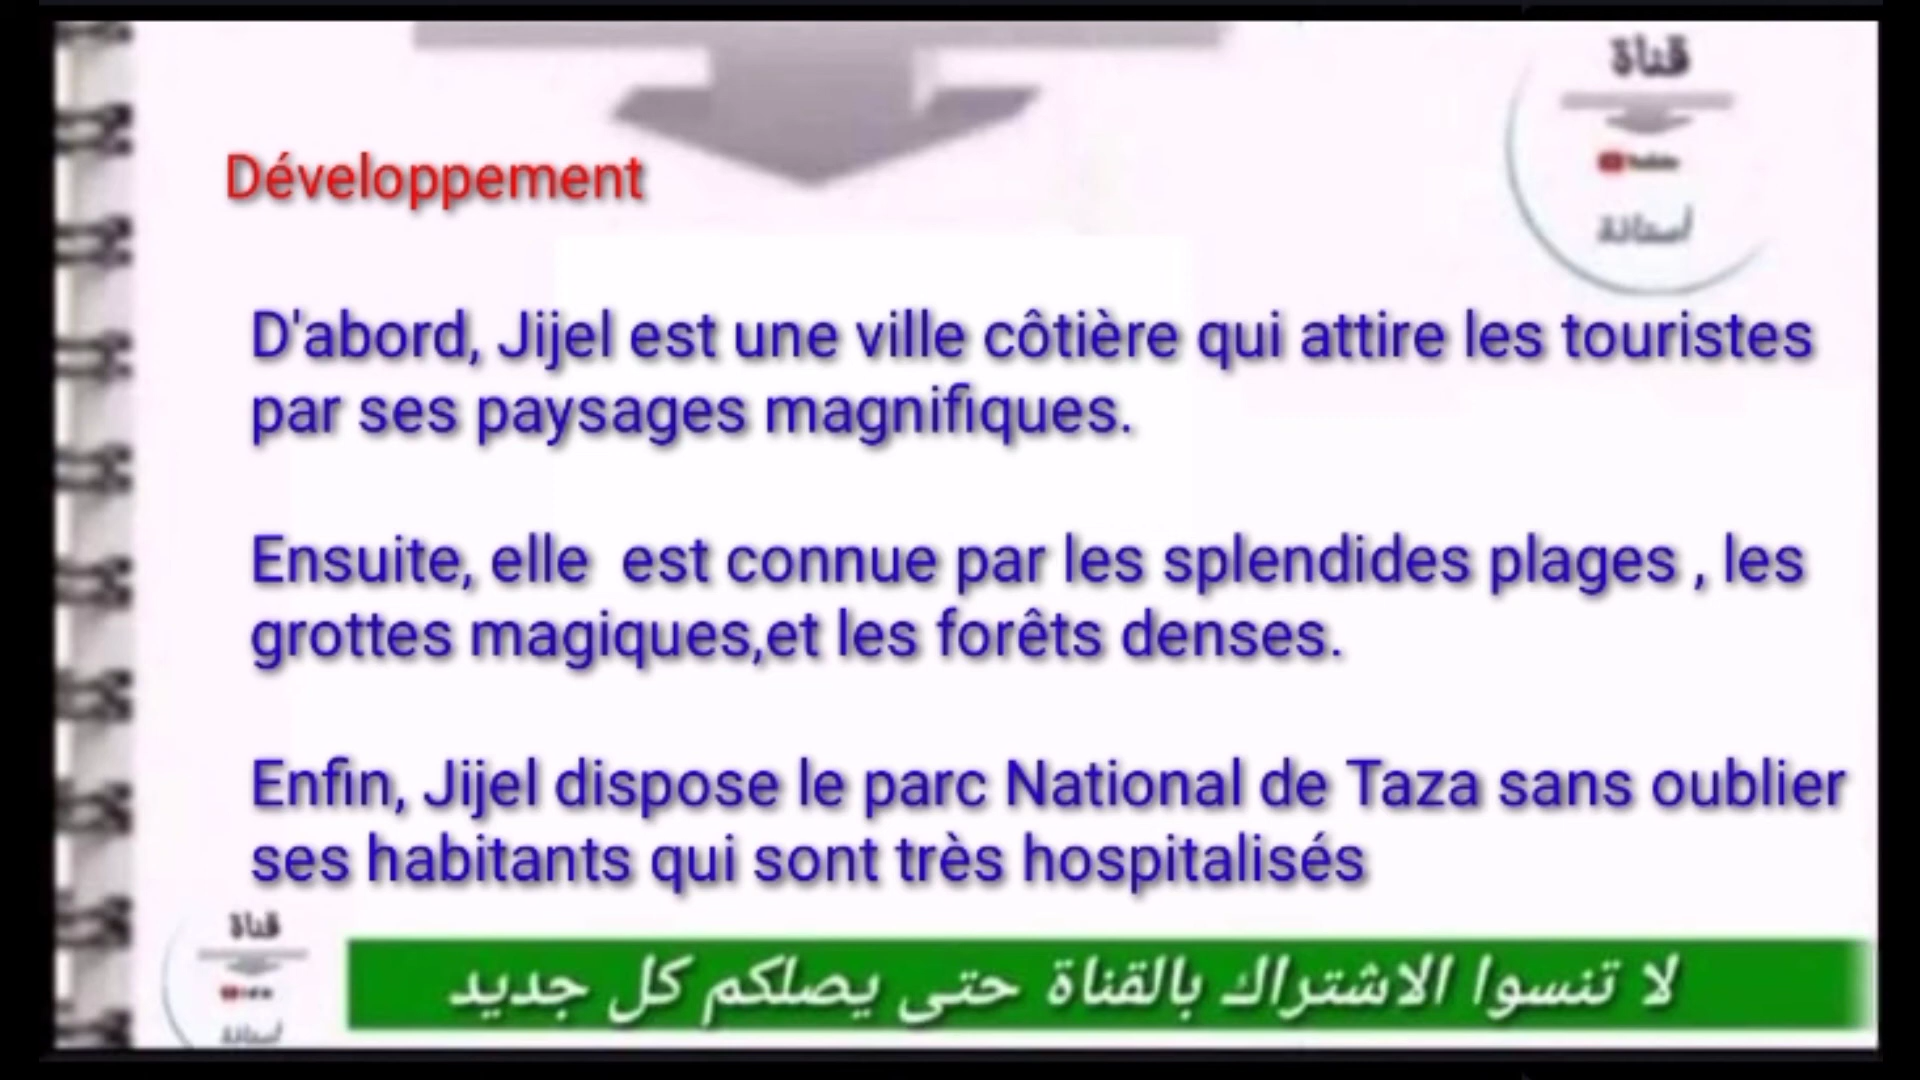 قناة
أستاذة
Développement
D'abord, Jijel est une ville côtière qui attire les touristes
par ses paysages magnifiques.
Ensuite, elle est connue par les splendides plages , les
grottes magiques,et les forêts denses.
Enfin, Jijel dispose le parc National de Taza sans oublier
ses habitants qui sont très hospitalisés
قناة
أستاذة
لا تنسوا الاشتراك بالقناة حتى يصلكم كل جديد